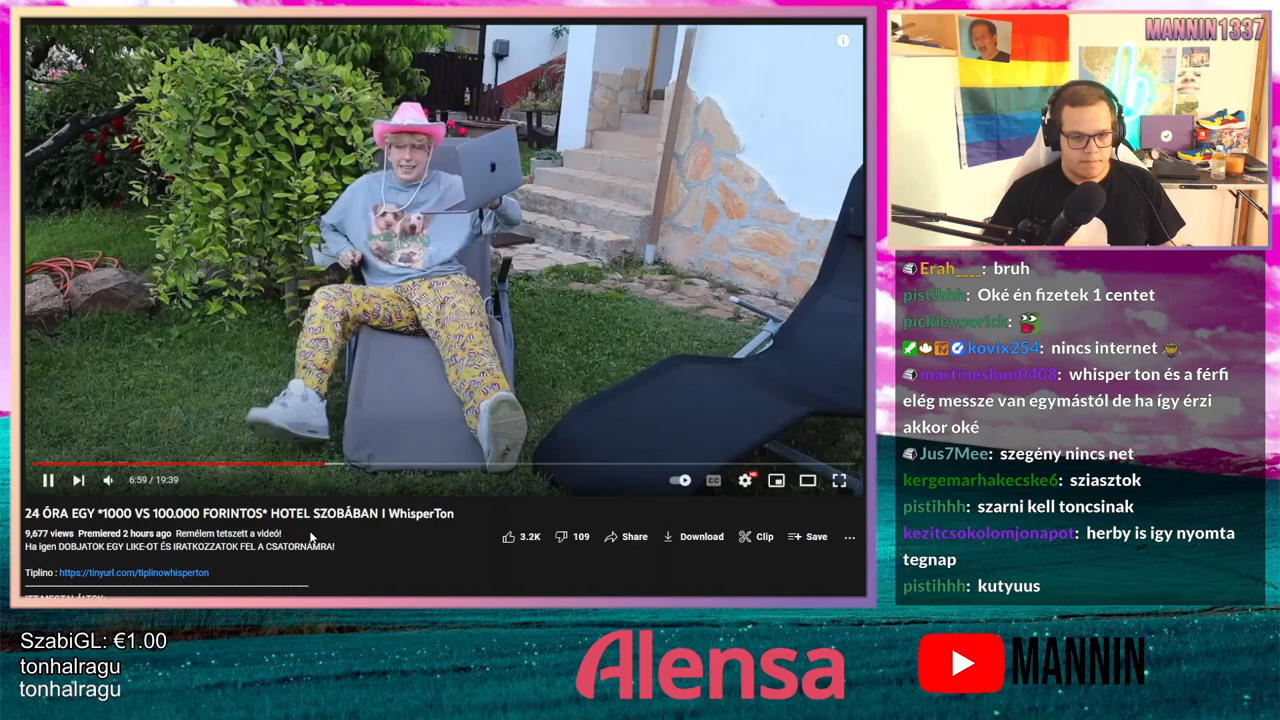 MANNIN1337
6:59 / 19:39
CC
HD
24 ÓRA EGY *1000 VS 100.000 FORINTOS* HOTEL SZOBÁBAN I WhisperTon
9,677 views Premiered 2 hours ago Remélem tetszett a videó!
Ha igen DOBJATOK EGY LIKE-OT ÉS IRATKOZZATOK FEL A CSATORNÁMRA!
3.2K
109
Share
Download
Clip
Save
Tiplino : https://tinyurl.com/tiplinowhisperton
Erah____: bruh
pistihhh: Oké én fizetek 1 centet
pickleyoorick:
kovix254: nincs internet
martineshun0408: whisper ton és a férfi
elég messze van egymástól de ha így érzi
akkor oké
Jus7Mee: szegény nincs net
kergemarhakecske6: sziasztok
pistihhh: szarni kell toncsinak
kezitcsokolomjonapot: herby is igy nyomta
tegnap
pistihhh: kutyuus
SzabiGL: €1.00
tonhalragu
tonhalragu
Alensa
MANNIN